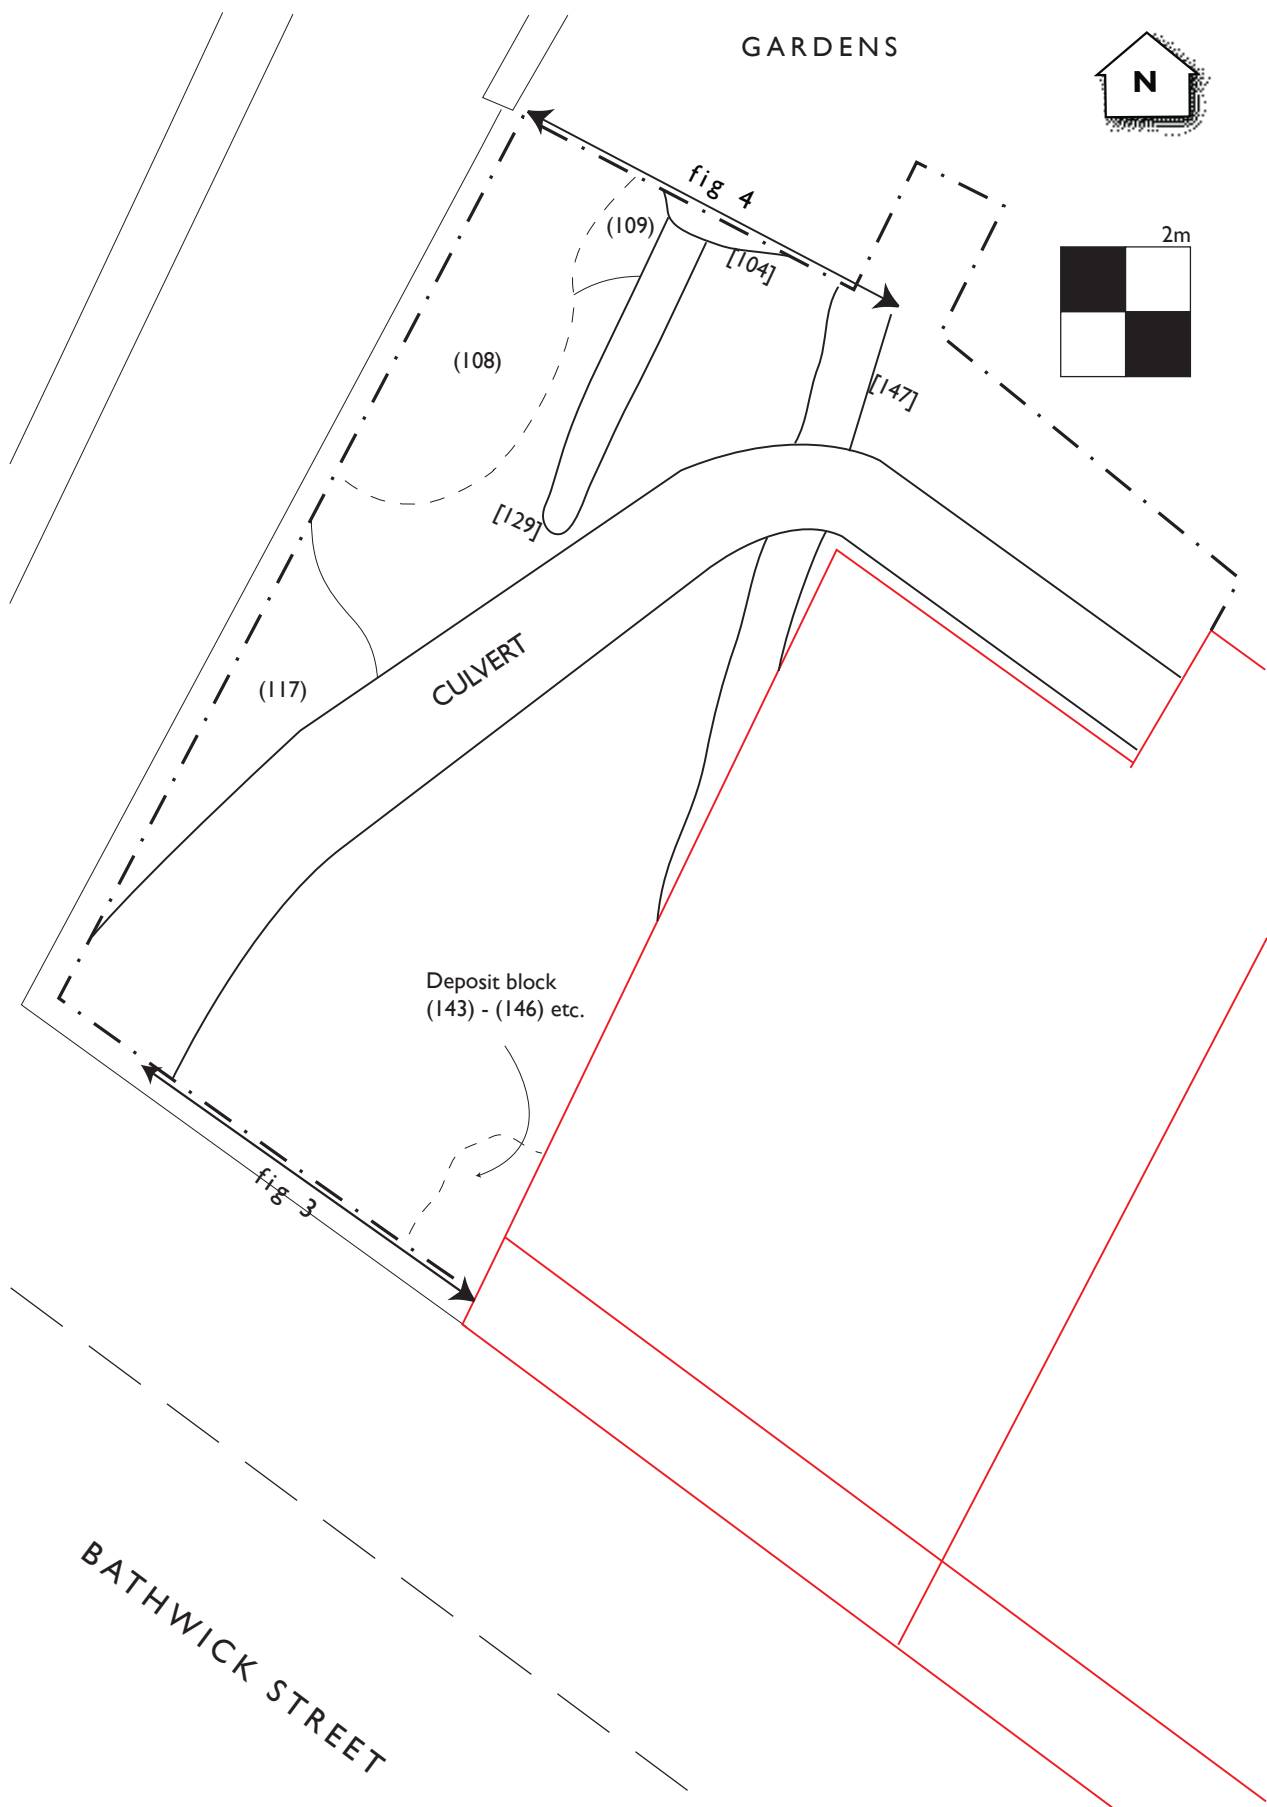 GARDENS
N
fig 4
(109)
2m
[104]
(108)
[147]
[129]
CULVERT
(117)
Deposit block
(143) - (146) etc.
fig 3
BATHWICK STREET